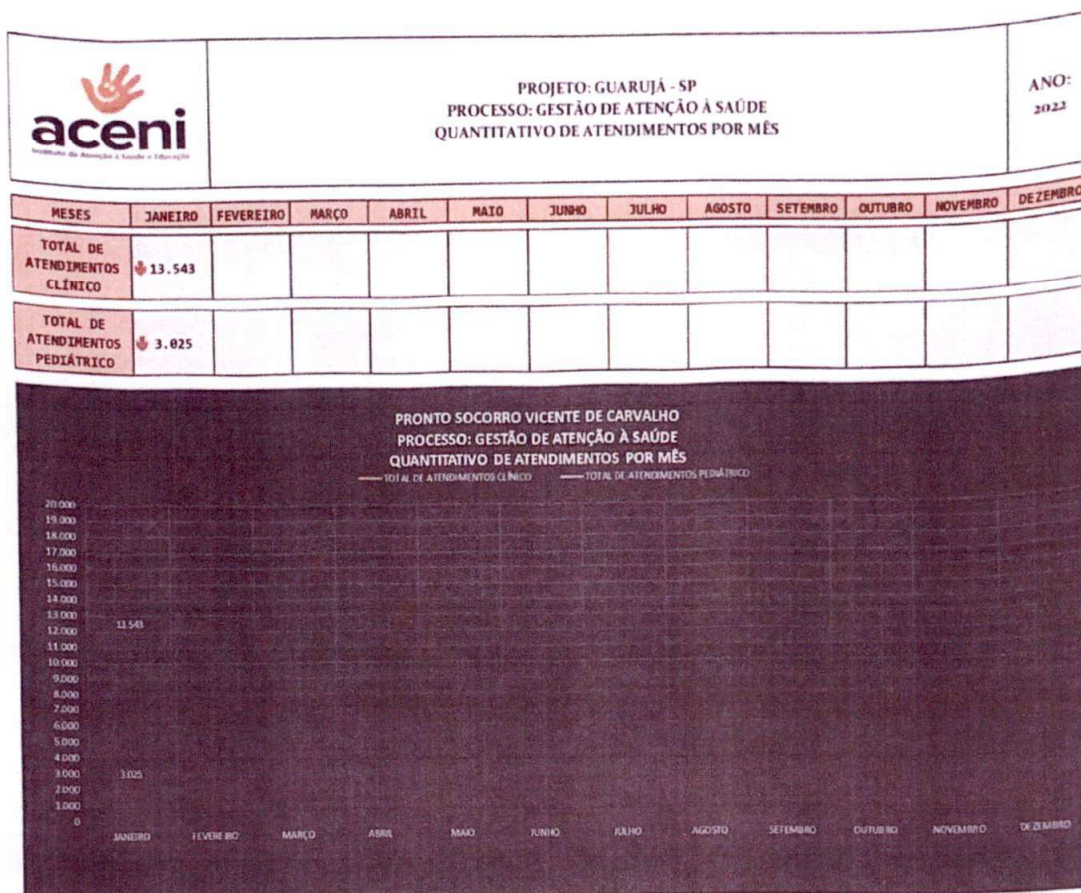 aceni
Instituto de Atenção à Saúde e Educação
PROJETO: GUARUJÁ - SP
PROCESSO: GESTÃO DE ATENÇÃO À SAÚDE
QUANTITATIVO DE ATENDIMENTOS POR MÊS
ANO:
2022
MESES JANEIRO FEVEREIRO MARÇO ABRIL MAIO JUNHO JULHO AGOSTO SETEMBRO OUTUBRO NOVEMBRO DEZEMBRO
TOTAL DE
ATENDIMENTOS
CLÍNICO
13.543
TOTAL DE
ATENDIMENTOS
PEDIÁTRICO
3.025
PRONTO SOCORRO VICENTE DE CARVALHO
PROCESSO: GESTÃO DE ATENÇÃO À SAÚDE
QUANTITATIVO DE ATENDIMENTOS POR MÊS
TOTAL DE ATENDIMENTOS CLÍNICO TOTAL DE ATENDIMENTOS PEDIÁTRICO
20.000
19.000
18.000
17.000
16.000
15.000
14.000
13.000
13.543
12.000
11.000
10.000
9.000
8.000
7.000
6.000
5.000
4.000
3.000
3.025
2.000
1.000
0
JANEIRO FEVEREIRO MARÇO ABRIL MAIO JUNHO JULHO AGOSTO SETEMBRO OUTUBRO NOVEMBRO DEZEMBRO